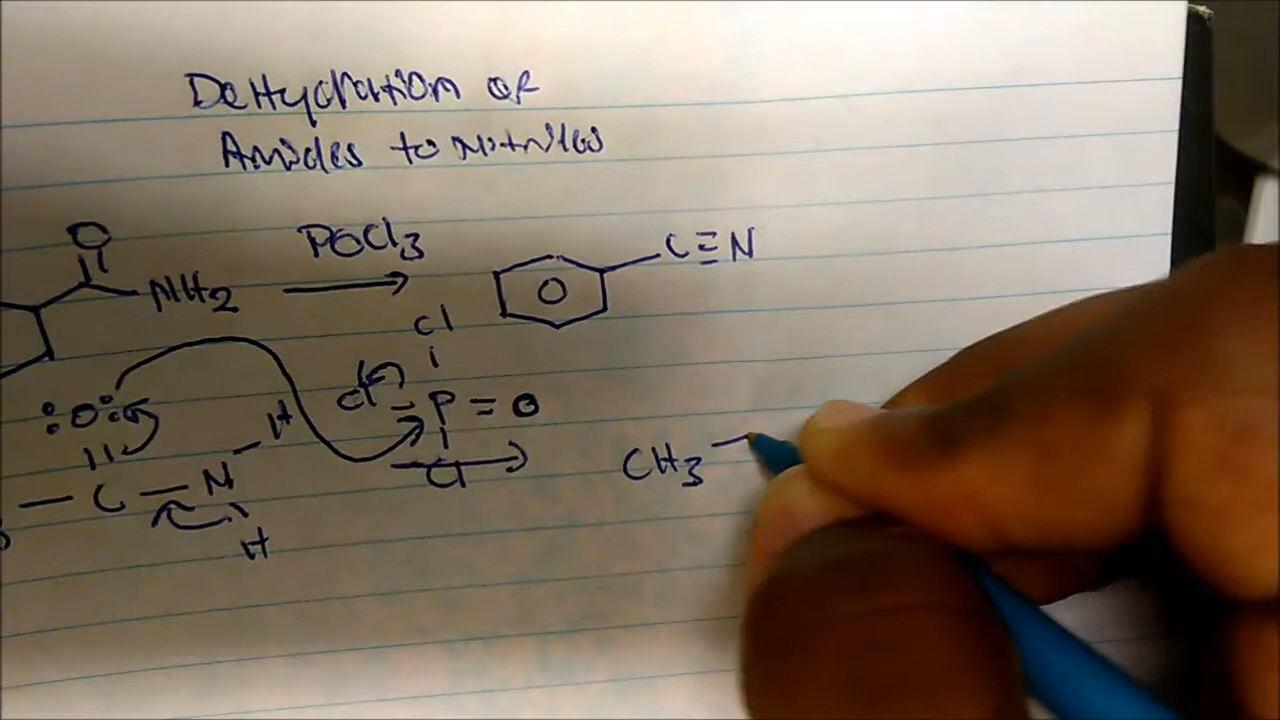 Dehydration of
Amides to Nitriles
O
NH2
POCl3
C≡N
Cl
:O:
H
Cl
P=O
— C — N
Cl
CH3 —
H